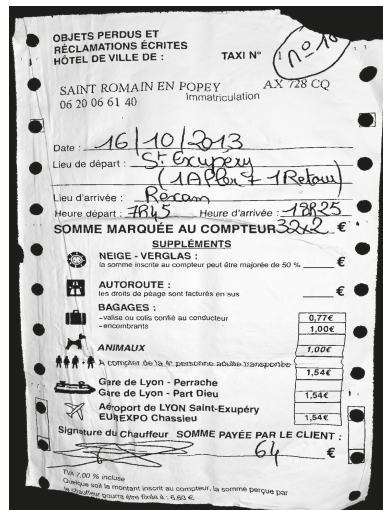 OBJETS PERDUS ET
RÉCLAMATIONS ÉCRITES
HÔTEL DE VILLE DE : TAXI N° n°10
SAINT ROMAIN EN POPEY AX 728 CQ
06 20 06 61 40 Immatriculation
Date : 16/10/2013
Lieu de départ : St Exupery
(1 Aller + 1 Retour)
Lieu d'arrivée : Rexam
Heure départ : 7R45 Heure d'arrivée : 18R25
SOMME MARQUÉE AU COMPTEUR 32x2 €
SUPPLÉMENTS
NEIGE - VERGLAS :
la somme inscrite au compteur peut être majorée de 50 % €
AUTOROUTE :
les droits de péage sont facturés en sus €
BAGAGES :
-valise ou colis confié au conducteur 0,77€
-encombrants 1,00€
ANIMAUX 1,00€
A compter de la 4e personne adulte transportée
1,54€
Gare de Lyon - Perrache
Gare de Lyon - Part Dieu 1,54€
Aéroport de LYON Saint-Exupéry
EUREXPO Chassieu 1,54€
Signature du Chauffeur SOMME PAYÉE PAR LE CLIENT :
64 €
TVA 7,00 % incluse
Quelque soit le montant inscrit au compteur, la somme perçue par
le chauffeur pourra être fixée à : 6,60 €.